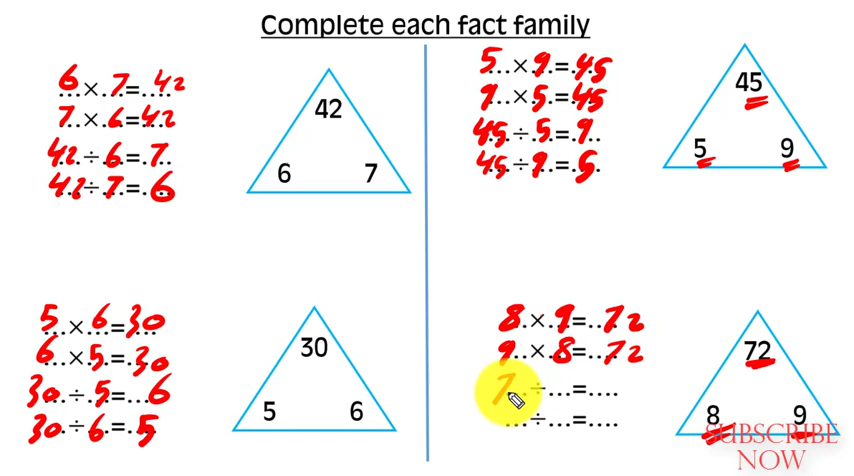 Complete each fact family
6 × 7 = 42
7 × 6 = 42
42 ÷ 6 = 7
42 ÷ 7 = 6
42
6 7
5 × 9 = 45
9 × 5 = 45
45 ÷ 5 = 9
45 ÷ 9 = 5
45
5 9
5 × 6 = 30
6 × 5 = 30
30 ÷ 5 = 6
30 ÷ 6 = 5
30
5 6
8 × 9 = 72
9 × 8 = 72
7... ÷ ... = ....
... ÷ ... = ....
72
8 9
SUBSCRIBE
NOW